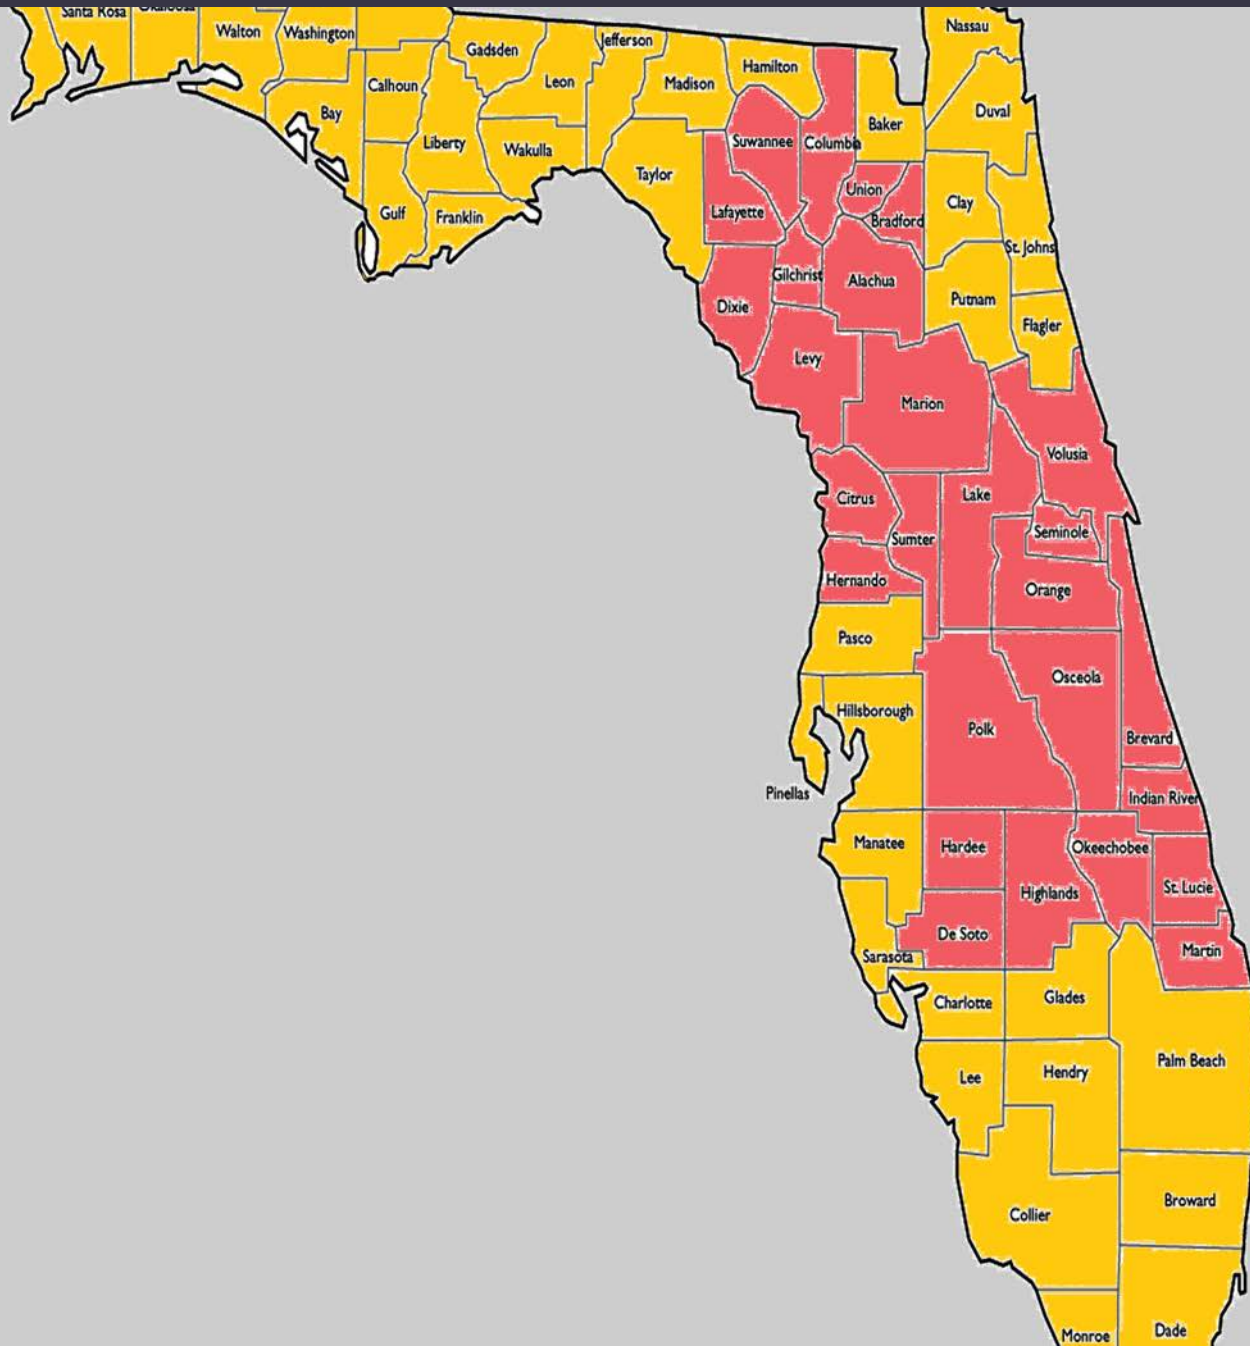 Santa Rosa
Okaloosa
Walton
Washington
Gadsden
Jefferson
Nassau
Calhoun
Leon
Madison
Hamilton
Bay
Liberty
Wakulla
Suwannee
Columbia
Baker
Duval
Gulf
Franklin
Taylor
Lafayette
Union
Bradford
Clay
St. Johns
Gilchrist
Alachua
Dixie
Putnam
Flagler
Levy
Marion
Volusia
Citrus
Lake
Sumter
Seminole
Hernando
Orange
Pasco
Osceola
Hillsborough
Polk
Brevard
Pinellas
Indian River
Manatee
Hardee
Okeechobee
Highlands
St. Lucie
De Soto
Sarasota
Martin
Charlotte
Glades
Lee
Hendry
Palm Beach
Collier
Broward
Monroe
Dade